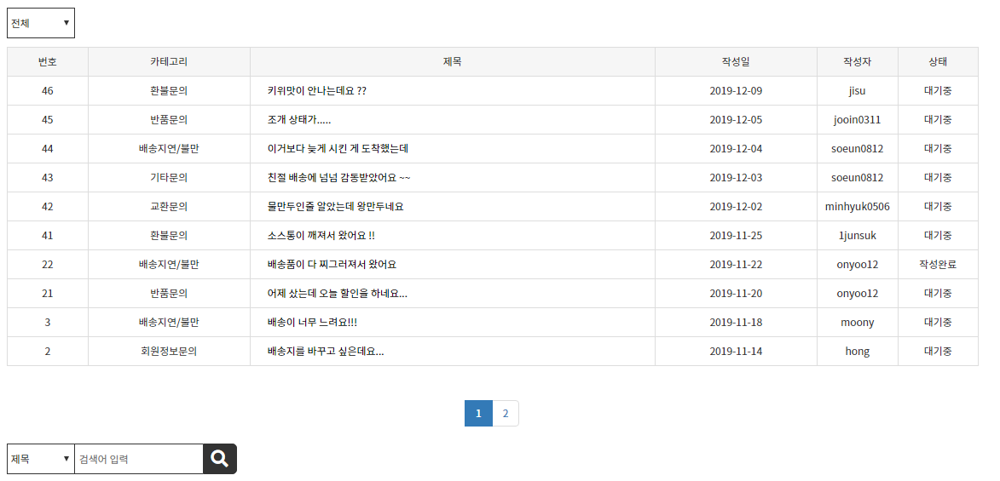 전체 ▼
번호 카테고리 제목 작성일 작성자 상태
46 환불문의 키위맛이 안나는데요 ?? 2019-12-09 jisu 대기중
45 반품문의 조개 상태가..... 2019-12-05 jooin0311 대기중
44 배송지연/불만 이거보다 늦게 시킨 게 도착했는데 2019-12-04 soeun0812 대기중
43 기타문의 친절 배송에 넘넘 감동받았어요 ~~ 2019-12-03 soeun0812 대기중
42 교환문의 물만두인줄 알았는데 왕만두네요 2019-12-02 minhyuk0506 대기중
41 환불문의 소스통이 깨져서 왔어요 !! 2019-11-25 1junsuk 대기중
22 배송지연/불만 배송품이 다 찌그러져서 왔어요 2019-11-22 onyoo12 작성완료
21 반품문의 어제 샀는데 오늘 할인을 하네요... 2019-11-20 onyoo12 대기중
3 배송지연/불만 배송이 너무 느려요!!! 2019-11-18 moony 대기중
2 회원정보문의 배송지를 바꾸고 싶은데요... 2019-11-14 hong 대기중
1 2
제목 ▼ 검색어 입력